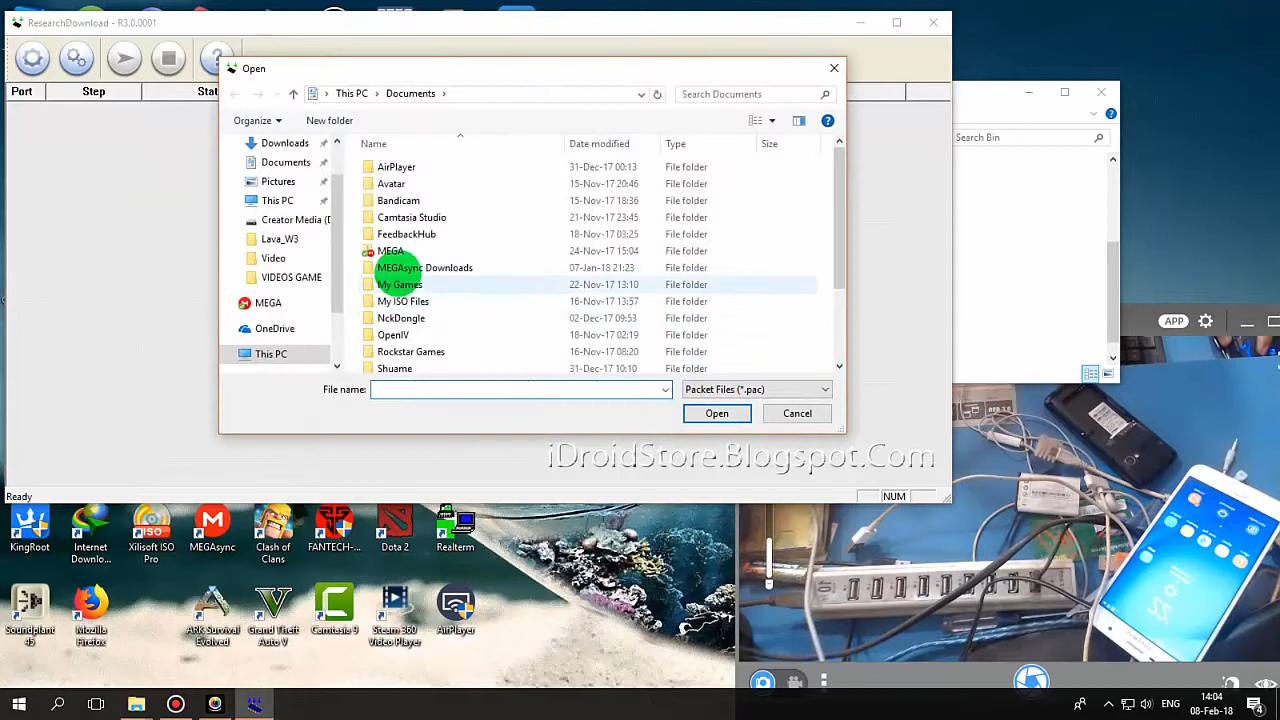 ResearchDownload - R3.0.0001
Port
Step
Open
This PC
Documents
Search Documents
Organize
New folder
Search Bin
Name
Date modified
Type
Size
Downloads
Documents
Pictures
This PC
Creator Media (D
Lava_W3
Video
VIDEOS GAME
MEGA
OneDrive
This PC
AirPlayer 31-Dec-17 00:13 File folder
Avatar 15-Nov-17 20:46 File folder
Bandicam 15-Nov-17 18:36 File folder
Camtasia Studio 21-Nov-17 23:45 File folder
FeedbackHub 18-Nov-17 03:25 File folder
MEGA 24-Nov-17 15:04 File folder
MEGAsync Downloads 07-Jan-18 21:23 File folder
My Games 22-Nov-17 13:10 File folder
My ISO Files 16-Nov-17 13:57 File folder
NckDongle 02-Dec-17 09:53 File folder
OpenIV 18-Nov-17 02:19 File folder
Rockstar Games 16-Nov-17 08:20 File folder
Shuame 31-Dec-17 10:10 File folder
File name:
Packet Files (*.pac)
Open
Cancel
APP
iDroidStore.Blogspot.Com
Ready
NUM
KingRoot
Internet
Downlo...
Xilisoft ISO
Pro
MEGAsync
Clash of
Clans
FANTECH-...
Dota 2
Realterm
Soundplant
45
Mozilla
Firefox
ARK Survival
Evolved
Grand Theft
Auto V
Camtasia 9
Steam 360
Video Player
AirPlayer
ENG
14:04
08-Feb-18
4